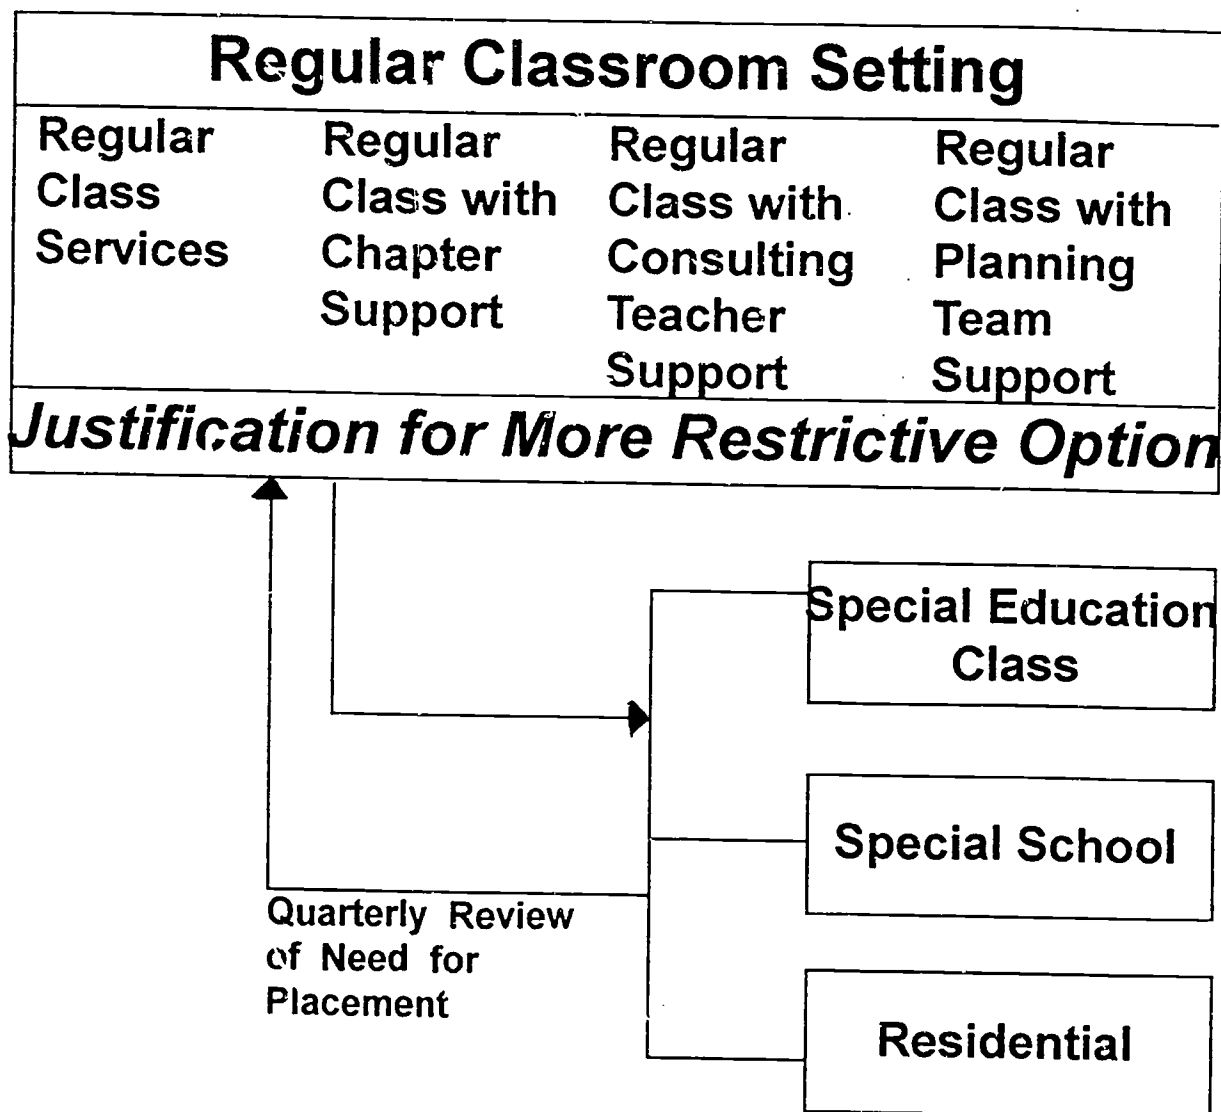 Regular Classroom Setting
Regular
Class
Services
Regular
Class with
Chapter
Support
Regular
Class with
Consulting
Teacher
Support
Regular
Class with
Planning
Team
Support
Justification for More Restrictive Option
Special Education
Class
Special School
Quarterly Review
of Need for
Placement
Residential